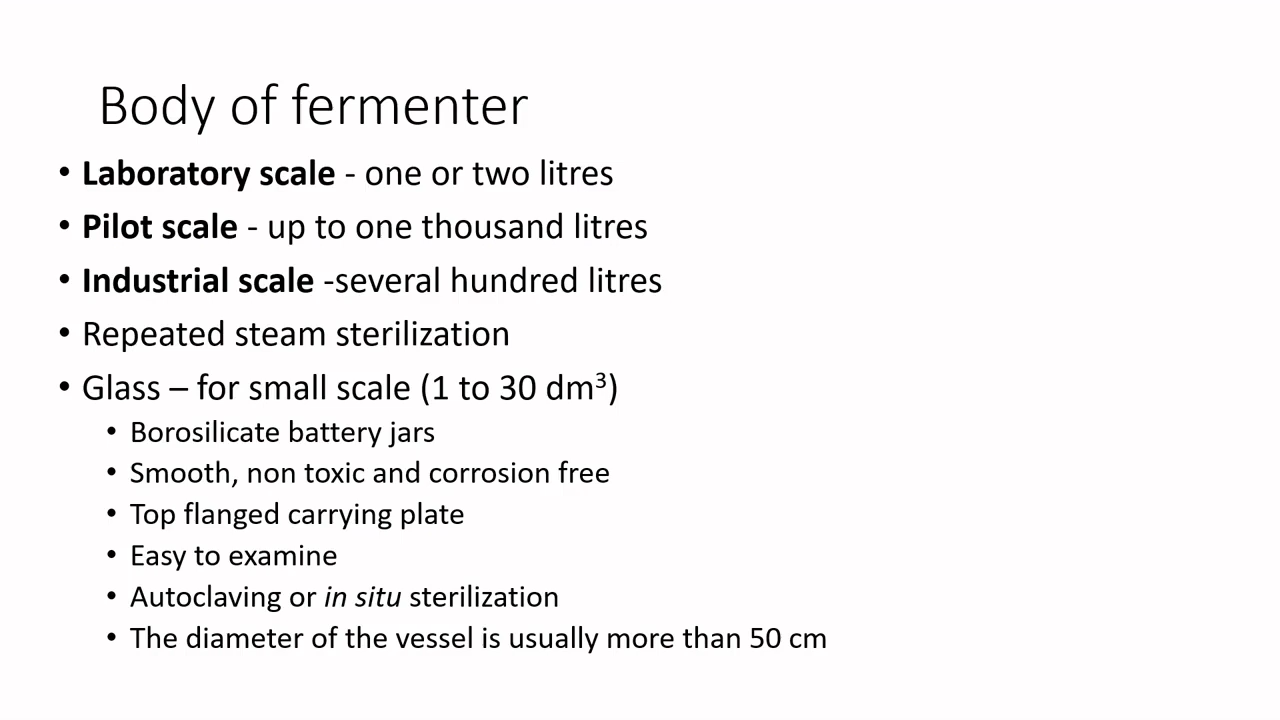 Body of fermenter
• Laboratory scale - one or two litres
• Pilot scale - up to one thousand litres
• Industrial scale -several hundred litres
• Repeated steam sterilization
• Glass – for small scale (1 to 30 dm³)
• Borosilicate battery jars
• Smooth, non toxic and corrosion free
• Top flanged carrying plate
• Easy to examine
• Autoclaving or in situ sterilization
• The diameter of the vessel is usually more than 50 cm